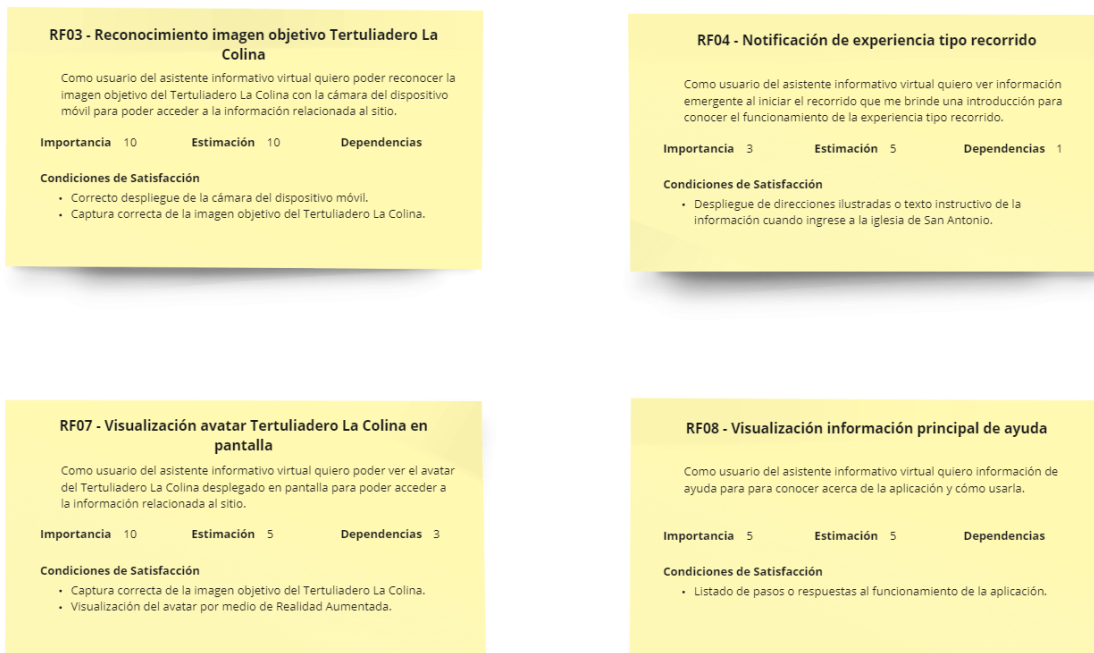 RF03 - Reconocimiento imagen objetivo Tertuliadero La
Colina
Como usuario del asistente informativo virtual quiero poder reconocer la
imagen objetivo del Tertuliadero La Colina con la cámara del dispositivo
móvil para poder acceder a la información relacionada al sitio.
Importancia 10 Estimación 10 Dependencias
Condiciones de Satisfacción
• Correcto despliegue de la cámara del dispositivo móvil.
• Captura correcta de la imagen objetivo del Tertuliadero La Colina.
RF04 - Notificación de experiencia tipo recorrido
Como usuario del asistente informativo virtual quiero ver información
emergente al iniciar el recorrido que me brinde una introducción para
conocer el funcionamiento de la experiencia tipo recorrido.
Importancia 3 Estimación 5 Dependencias 1
Condiciones de Satisfacción
• Despliegue de direcciones ilustradas o texto instructivo de la
información cuando ingrese a la iglesia de San Antonio.
RF07 - Visualización avatar Tertuliadero La Colina en
pantalla
Como usuario del asistente informativo virtual quiero poder ver el avatar
del Tertuliadero La Colina desplegado en pantalla para poder acceder a
la información relacionada al sitio.
Importancia 10 Estimación 5 Dependencias 3
Condiciones de Satisfacción
• Captura correcta de la imagen objetivo del Tertuliadero La Colina.
• Visualización del avatar por medio de Realidad Aumentada.
RF08 - Visualización información principal de ayuda
Como usuario del asistente informativo virtual quiero información de
ayuda para para conocer acerca de la aplicación y cómo usarla.
Importancia 5 Estimación 5 Dependencias
Condiciones de Satisfacción
• Listado de pasos o respuestas al funcionamiento de la aplicación.